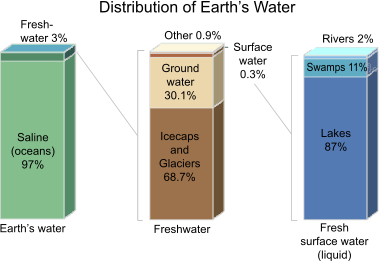 Distribution of Earth's Water
Fresh-
water 3%
Saline
(oceans)
97%
Earth's water
Other 0.9%
Surface
water
0.3%
Ground
water
30.1%
Icecaps
and
Glaciers
68.7%
Freshwater
Rivers 2%
Swamps 11%
Lakes
87%
Fresh
surface water
(liquid)